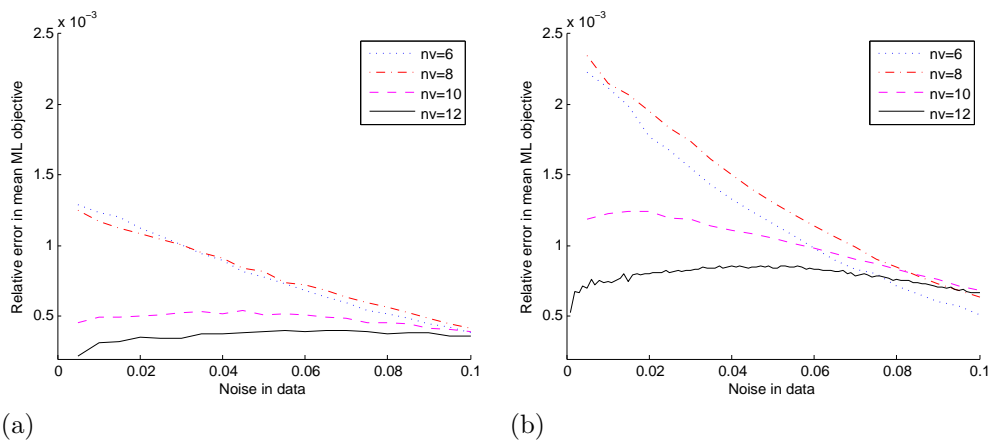 x 10⁻³
2.5
2
1.5
1
0.5
0
0.02
0.04
0.06
0.08
0.1
Noise in data
Relative error in mean ML objective
nv=6
nv=8
nv=10
nv=12
(a)
x 10⁻³
2.5
2
1.5
1
0.5
0
0.02
0.04
0.06
0.08
0.1
Noise in data
Relative error in mean ML objective
nv=6
nv=8
nv=10
nv=12
(b)